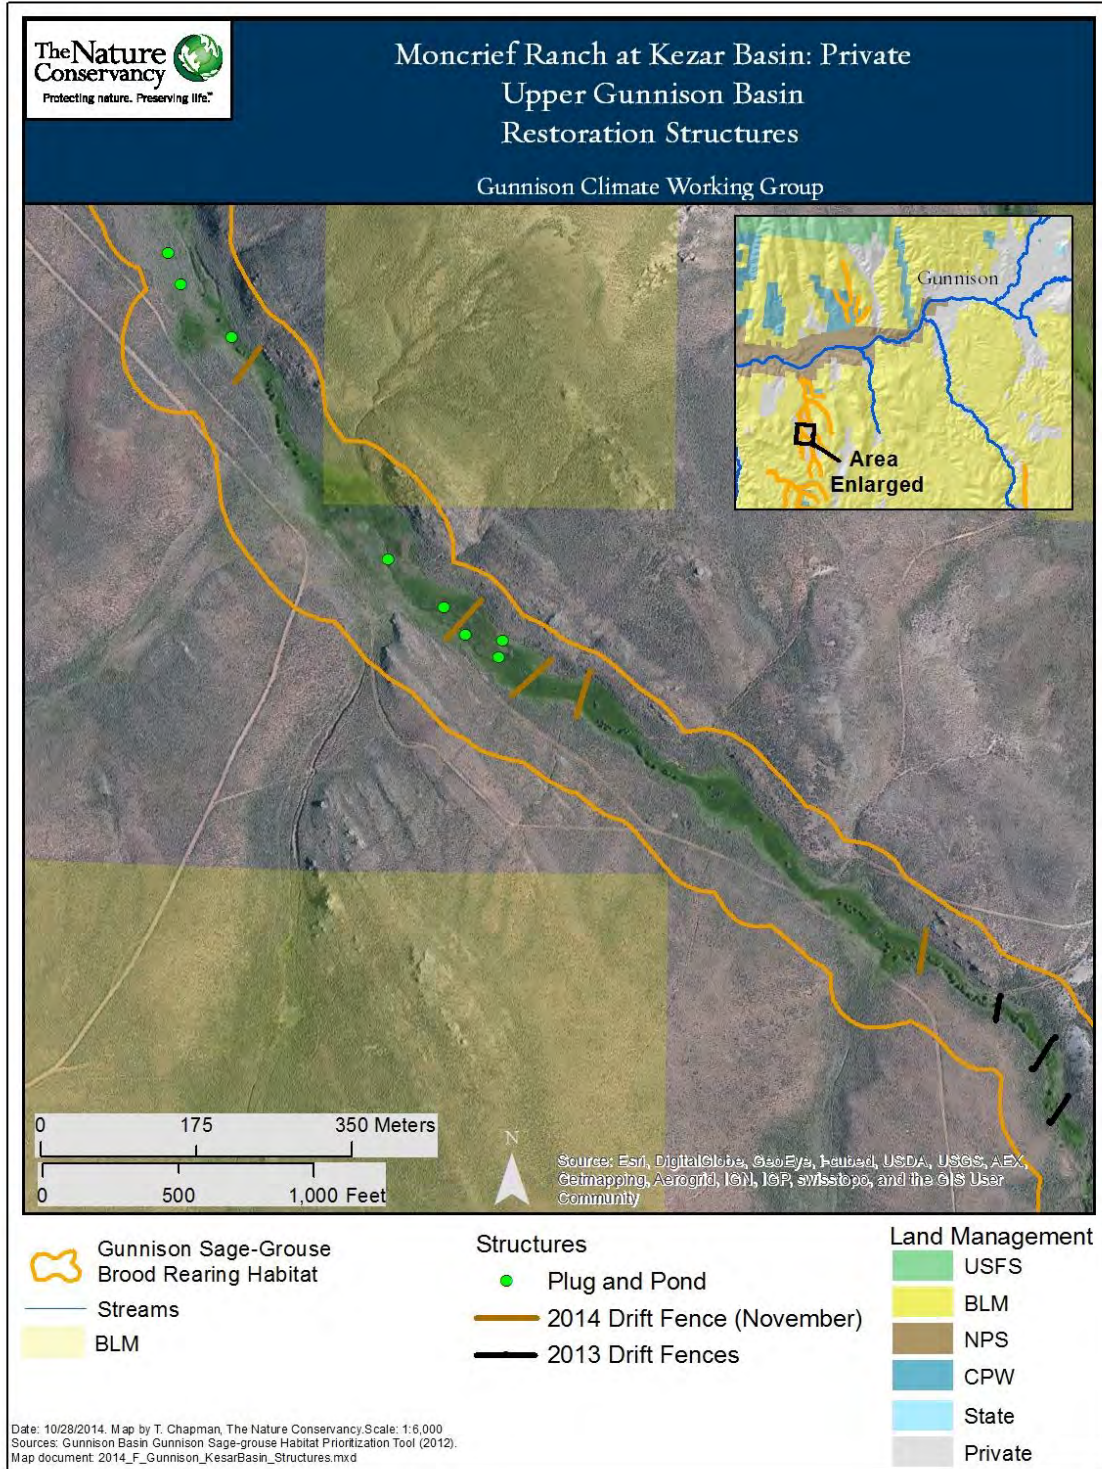 The Nature
Conservancy
Protecting nature. Preserving life.™
Moncrief Ranch at Kezar Basin: Private
Upper Gunnison Basin
Restoration Structures
Gunnison Climate Working Group
Gunnison
Area
Enlarged
0 175 350 Meters
0 500 1,000 Feet
N
Source: Esri, DigitalGlobe, GeoEye, i-cubed, USDA, USGS, AEX,
Getmapping, Aerogrid, IGN, IGP, swisstopo, and the GIS User
Community
Gunnison Sage-Grouse
Brood Rearing Habitat
Streams
BLM
Structures
Plug and Pond
2014 Drift Fence (November)
2013 Drift Fences
Land Management
USFS
BLM
NPS
CPW
State
Private
Date: 10/28/2014. Map by T. Chapman, The Nature Conservancy.Scale: 1:6,000
Sources: Gunnison Basin Gunnison Sage-grouse Habitat Prioritization Tool (2012).
Map document: 2014_F_Gunnison_KesarBasin_Structures.mxd